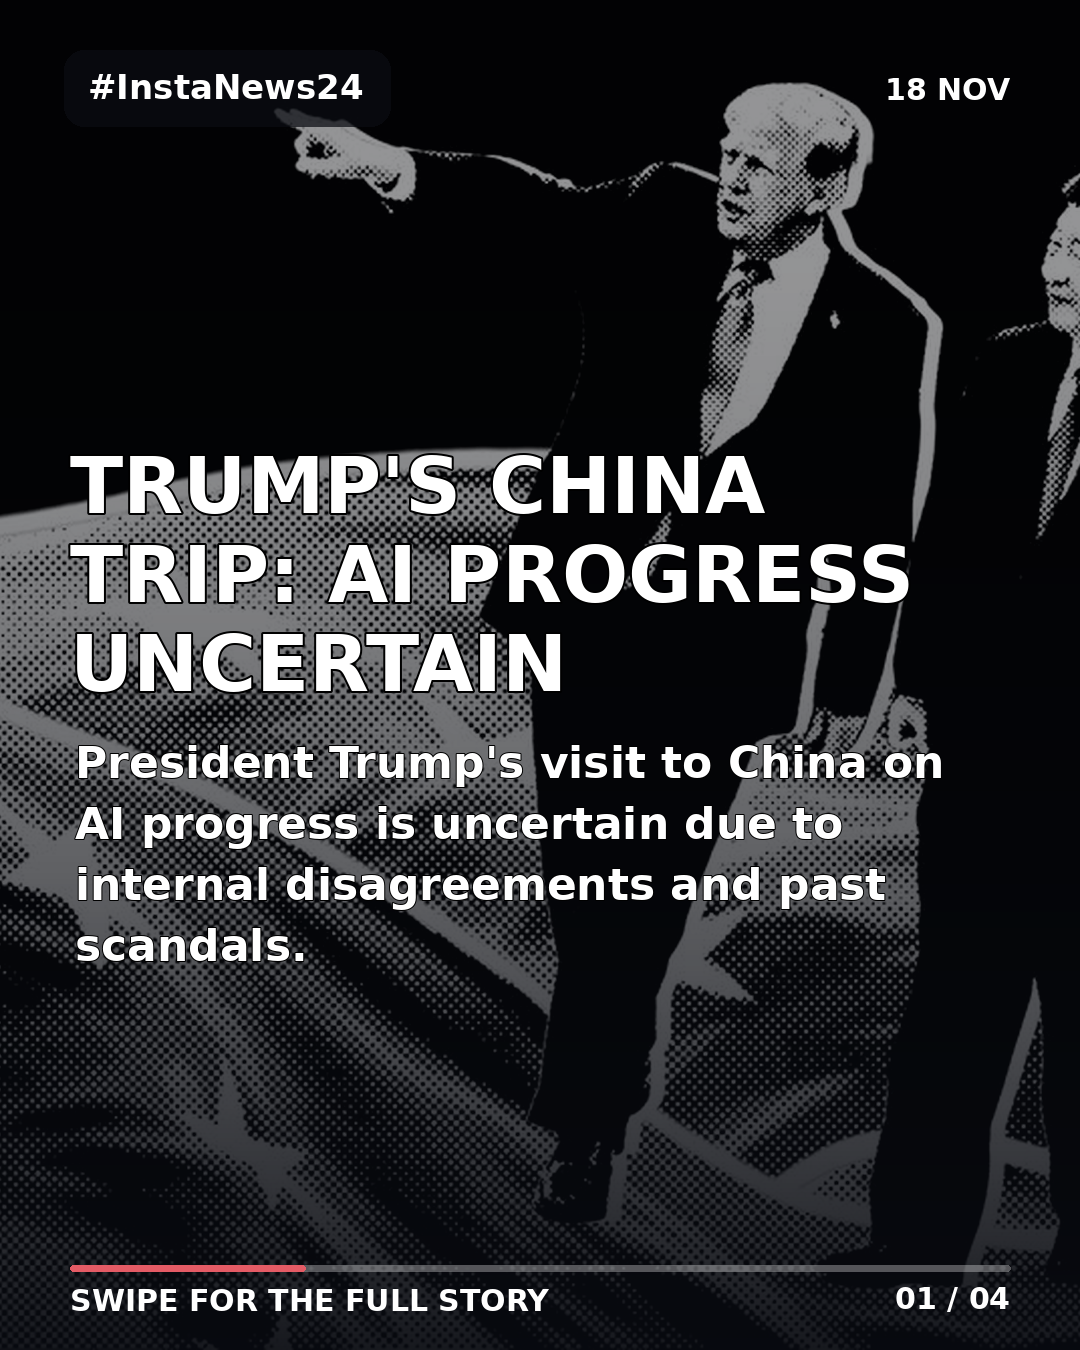 #InstaNews24
18 NOV
TRUMP'S CHINA
TRIP: AI PROGRESS
UNCERTAIN
President Trump's visit to China on
AI progress is uncertain due to
internal disagreements and past
scandals.
SWIPE FOR THE FULL STORY
01 / 04